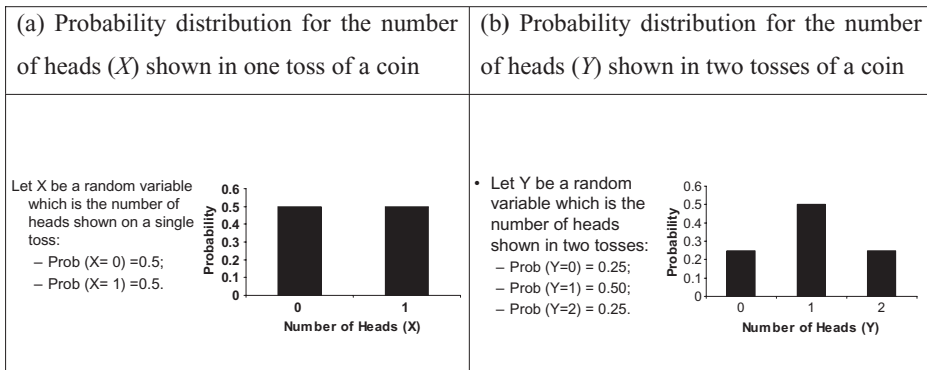 (a) Probability distribution for the number
of heads (X) shown in one toss of a coin
(b) Probability distribution for the number
of heads (Y) shown in two tosses of a coin
Let X be a random variable
which is the number of
heads shown on a single
toss:
– Prob (X= 0) =0.5;
– Prob (X= 1) =0.5.
Probability
0.6
0.5
0.4
0.3
0.2
0.1
0
0 1
Number of Heads (X)
• Let Y be a random
variable which is the
number of heads
shown in two tosses:
– Prob (Y=0) = 0.25;
– Prob (Y=1) = 0.50;
– Prob (Y=2) = 0.25.
Probability
0.6
0.5
0.4
0.3
0.2
0.1
0
0 1 2
Number of Heads (Y)